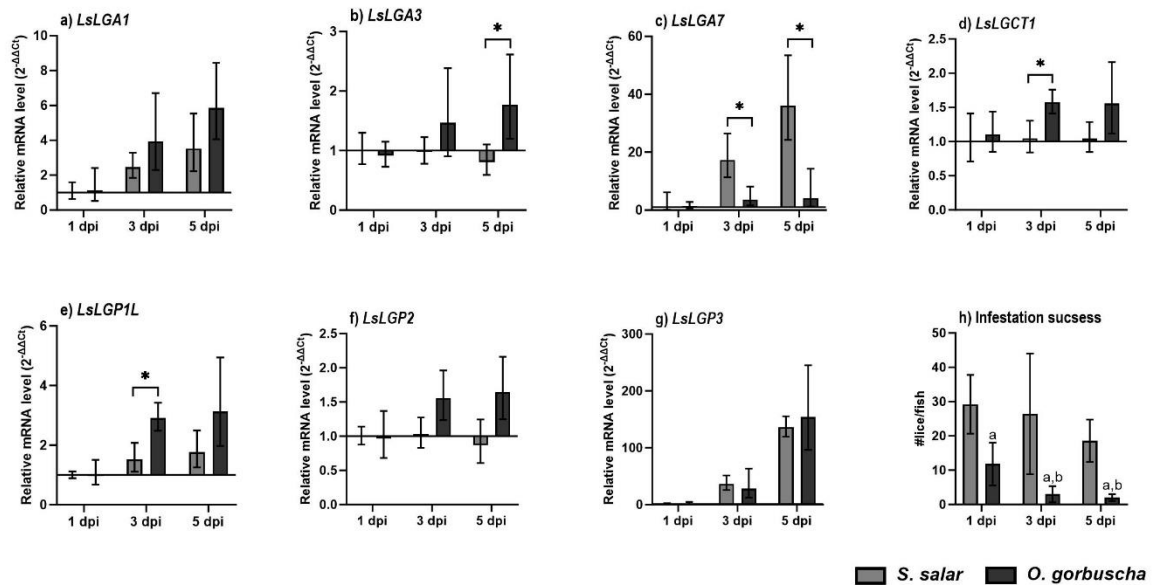 a) LsLGA1
Relative mRNA level (2-ΔΔCt)
10
8
6
4
2
0
1 dpi 3 dpi 5 dpi
b) LsLGA3
Relative mRNA level (2-ΔΔCt)
3
2
1
0
*
1 dpi 3 dpi 5 dpi
c) LsLGA7
Relative mRNA level (2-ΔΔCt)
60
40
20
0
*
*
1 dpi 3 dpi 5 dpi
d) LsLGCT1
Relative mRNA level (2-ΔΔCt)
2.5
2.0
1.5
1.0
0.5
0.0
*
1 dpi 3 dpi 5 dpi
e) LsLGP1L
Relative mRNA level (2-ΔΔCt)
6
4
2
0
*
1 dpi 3 dpi 5 dpi
f) LsLGP2
Relative mRNA level (2-ΔΔCt)
2.5
2.0
1.5
1.0
0.5
0.0
1 dpi 3 dpi 5 dpi
g) LsLGP3
Relative mRNA level (2-ΔΔCt)
300
200
150
100
50
0
1 dpi 3 dpi 5 dpi
h) Infestation sucsess
#lice/fish
50
40
30
20
10
0
a
a,b
a,b
1 dpi 3 dpi 5 dpi
S. salar O. gorbuscha